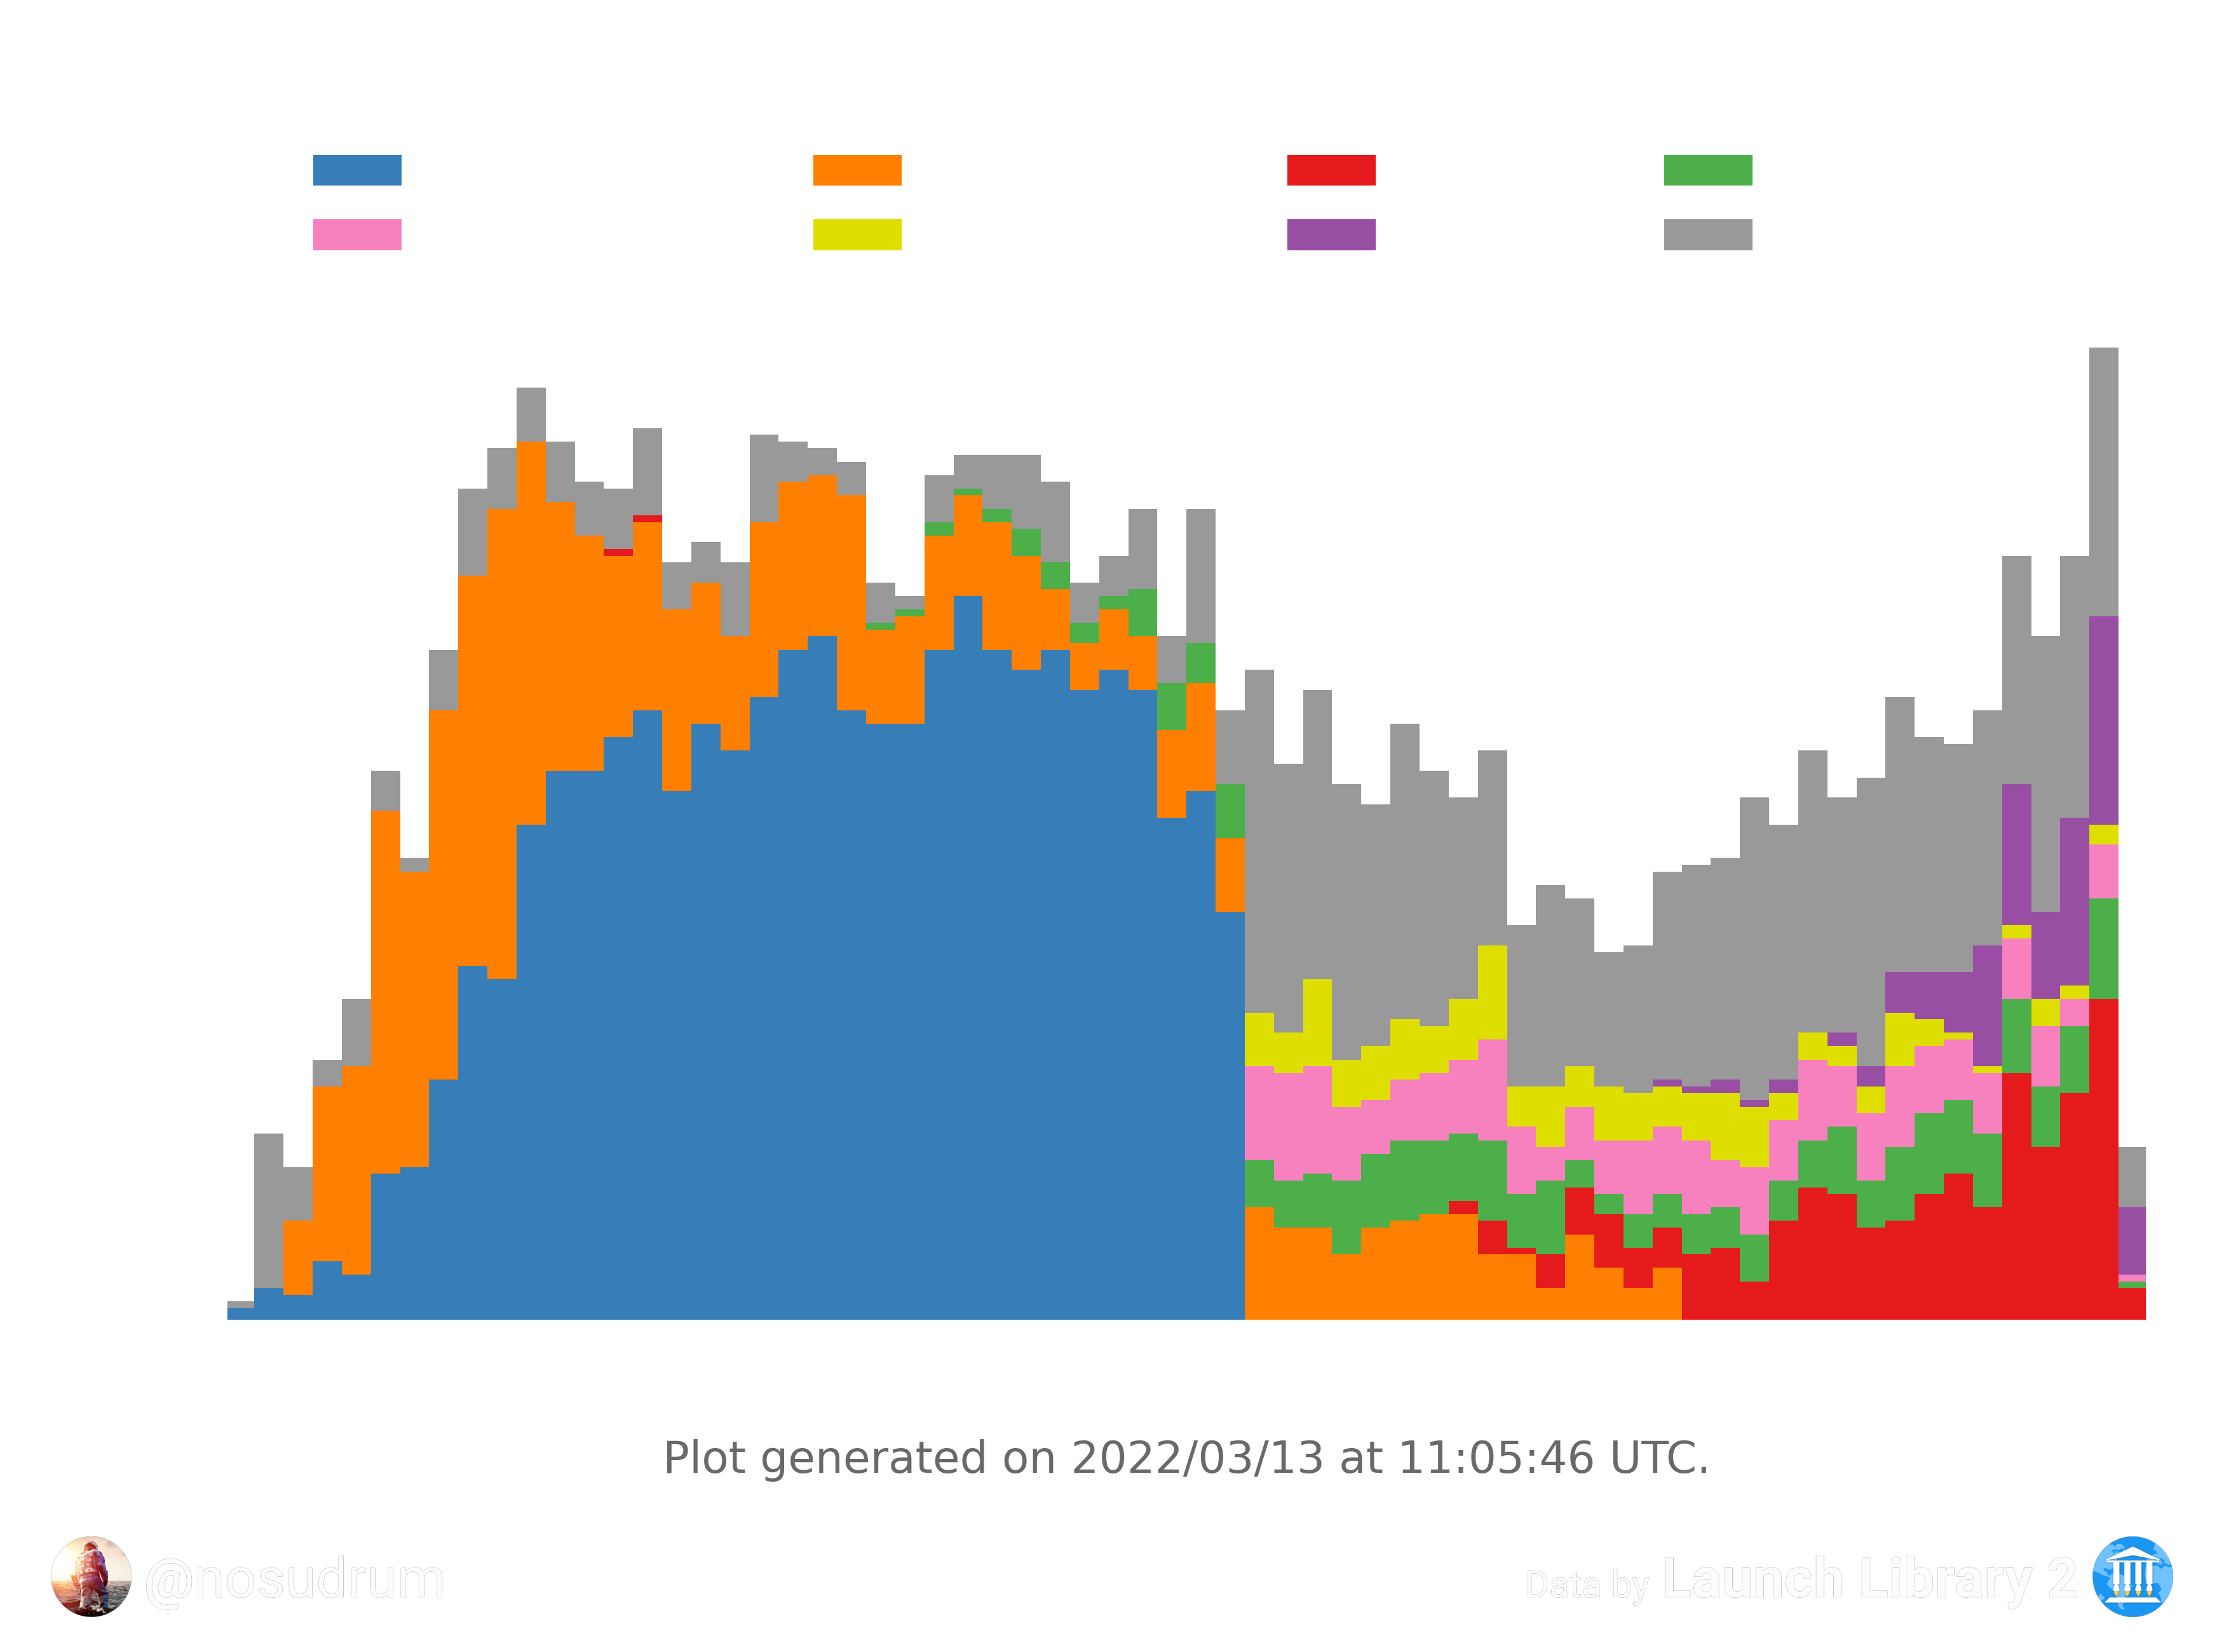 Plot generated on 2022/03/13 at 11:05:46 UTC.
@nosudrum
Data by Launch Library 2